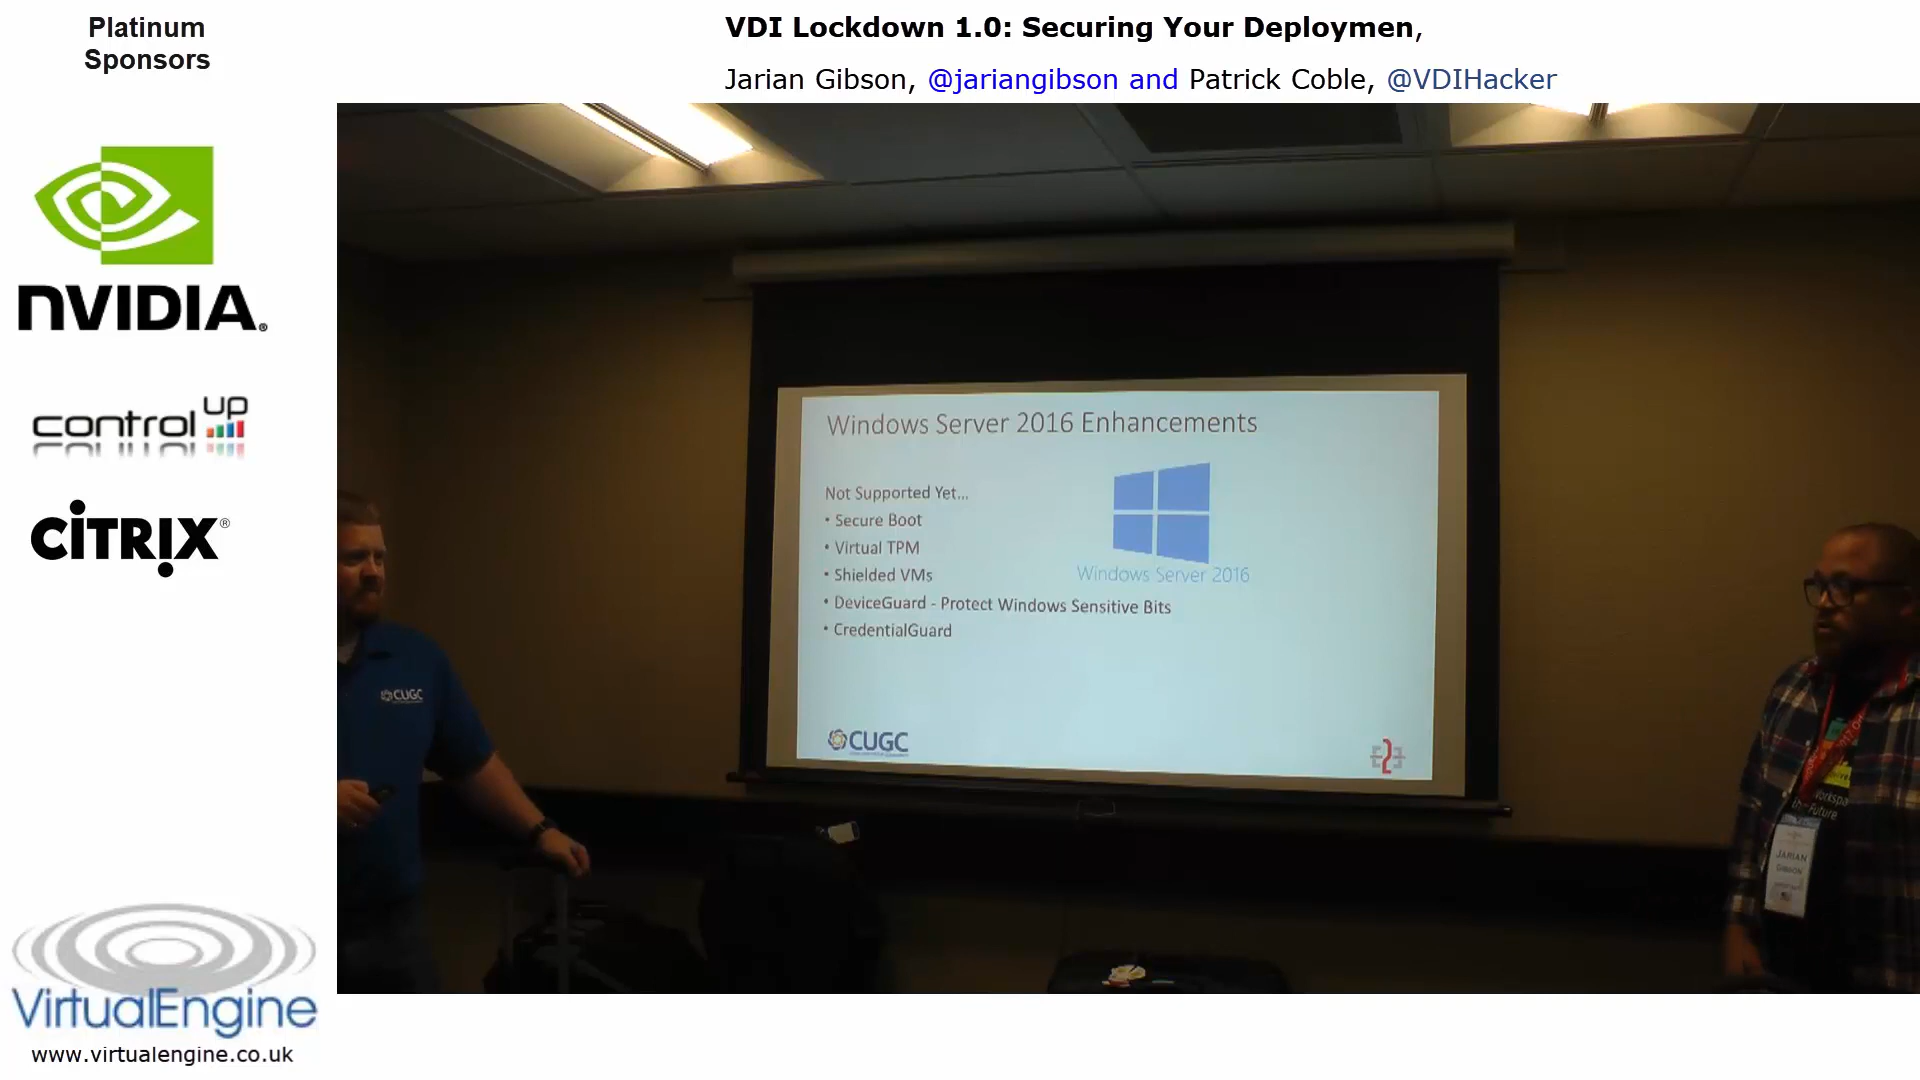 Platinum
Sponsors
VDI Lockdown 1.0: Securing Your Deploymen,
Jarian Gibson, @jariangibson and Patrick Coble, @VDIHacker
NVIDIA®
control UP
CiTRIX®
VirtualEngine
www.virtualengine.co.uk
Windows Server 2016 Enhancements
Not Supported Yet...
• Secure Boot
• Virtual TPM
• Shielded VMs
• DeviceGuard - Protect Windows Sensitive Bits
• CredentialGuard
Windows Server 2016
CUGC
CUGC
Future
JARIAN
GIBSON